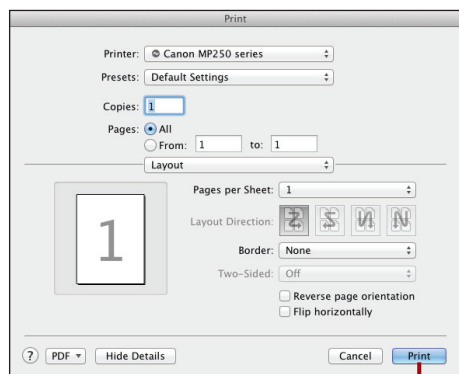 Print
Printer: Canon MP250 series
Presets: Default Settings
Copies: 1
Pages: All
From: 1 to: 1
Layout
Pages per Sheet: 1
1
Layout Direction:
Border: None
Two-Sided: Off
Reverse page orientation
Flip horizontally
? PDF Hide Details Cancel Print